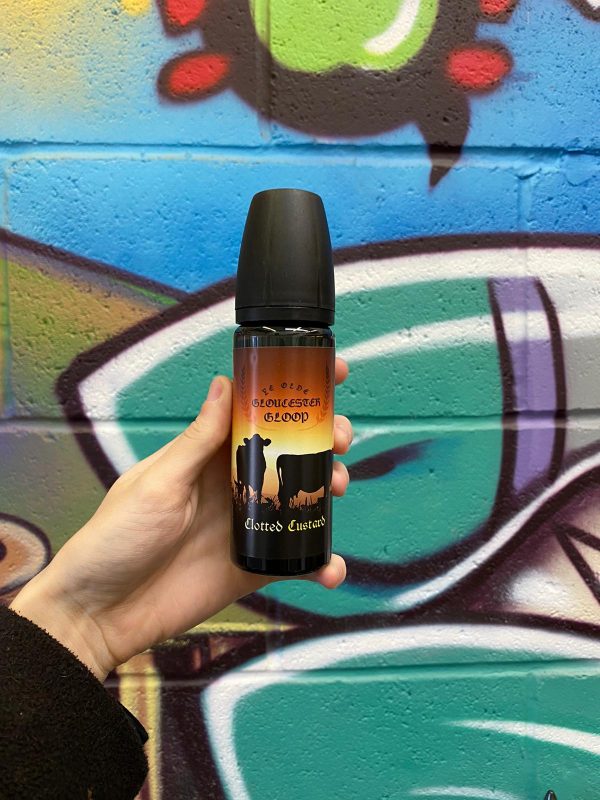 YE OLDE
GLOUCESTER
GLOOP
Clotted Custard